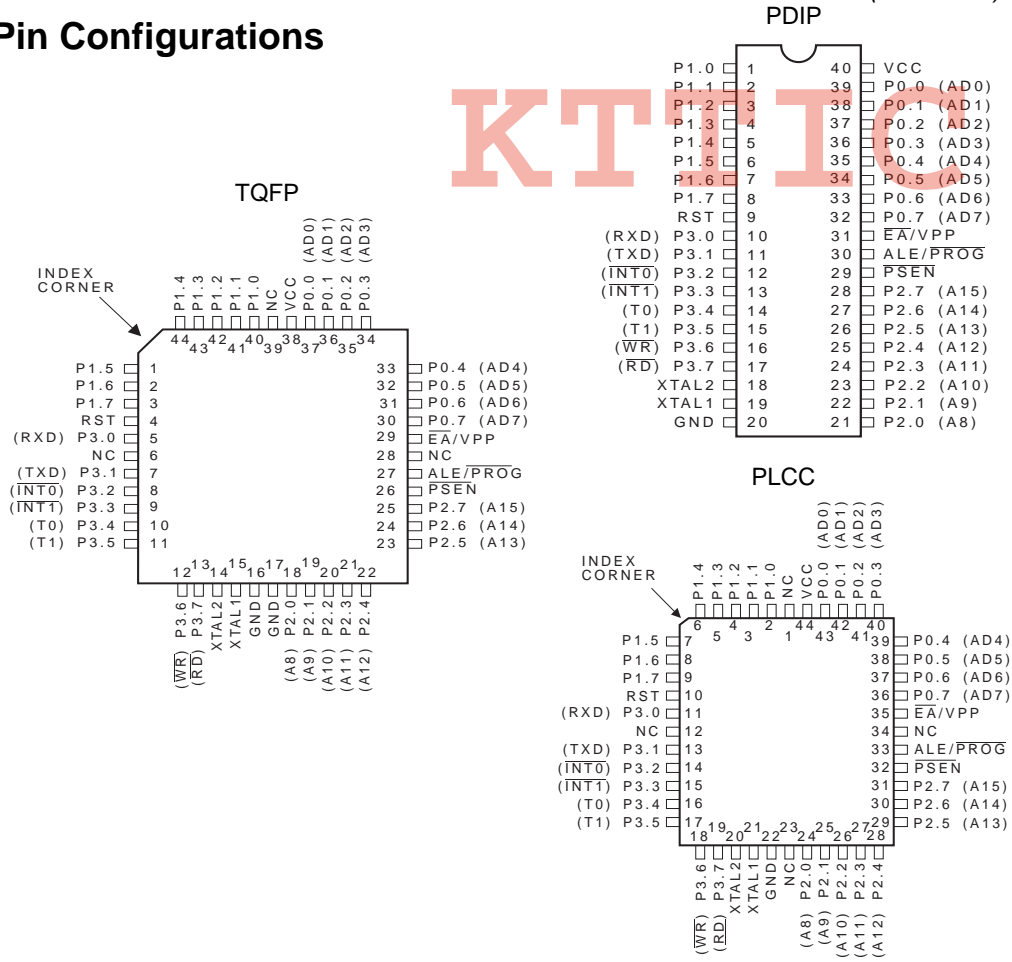 Pin Configurations
PDIP
P1.0 1 40 VCC
P1.1 2 39 P0.0 (AD0)
P1.2 3 38 P0.1 (AD1)
P1.3 4 37 P0.2 (AD2)
P1.4 5 36 P0.3 (AD3)
P1.5 6 35 P0.4 (AD4)
P1.6 7 34 P0.5 (AD5)
P1.7 8 33 P0.6 (AD6)
RST 9 32 P0.7 (AD7)
(RXD) P3.0 10 31 EA/VPP
(TXD) P3.1 11 30 ALE/PROG
(INT0) P3.2 12 29 PSEN
(INT1) P3.3 13 28 P2.7 (A15)
(T0) P3.4 14 27 P2.6 (A14)
(T1) P3.5 15 26 P2.5 (A13)
(WR) P3.6 16 25 P2.4 (A12)
(RD) P3.7 17 24 P2.3 (A11)
XTAL2 18 23 P2.2 (A10)
XTAL1 19 22 P2.1 (A9)
GND 20 21 P2.0 (A8)
KTTIC
TQFP
INDEX
CORNER
P1.4 P1.3 P1.2 P1.1 P1.0 NC VCC P0.0 (AD0) P0.1 (AD1) P0.2 (AD2) P0.3 (AD3)
44 43 42 41 40 39 38 37 36 35 34
P1.5 1 33 P0.4 (AD4)
P1.6 2 32 P0.5 (AD5)
P1.7 3 31 P0.6 (AD6)
RST 4 30 P0.7 (AD7)
(RXD) P3.0 5 29 EA/VPP
NC 6 28 NC
(TXD) P3.1 7 27 ALE/PROG
(INT0) P3.2 8 26 PSEN
(INT1) P3.3 9 25 P2.7 (A15)
(T0) P3.4 10 24 P2.6 (A14)
(T1) P3.5 11 23 P2.5 (A13)
12 13 14 15 16 17 18 19 20 21 22
(WR) P3.6 (RD) P3.7 XTAL2 XTAL1 GND GND (A8) P2.0 (A9) P2.1 (A10) P2.2 (A11) P2.3 (A12) P2.4
PLCC
INDEX
CORNER
P1.4 P1.3 P1.2 P1.1 P1.0 NC VCC P0.0 (AD0) P0.1 (AD1) P0.2 (AD2) P0.3 (AD3)
6 5 4 3 2 1 44 43 42 41 40
P1.5 7 39 P0.4 (AD4)
P1.6 8 38 P0.5 (AD5)
P1.7 9 37 P0.6 (AD6)
RST 10 36 P0.7 (AD7)
(RXD) P3.0 11 35 EA/VPP
NC 12 34 NC
(TXD) P3.1 13 33 ALE/PROG
(INT0) P3.2 14 32 PSEN
(INT1) P3.3 15 31 P2.7 (A15)
(T0) P3.4 16 30 P2.6 (A14)
(T1) P3.5 17 29 P2.5 (A13)
18 19 20 21 22 23 24 25 26 27 28
(WR) P3.6 (RD) P3.7 XTAL2 XTAL1 GND NC (A8) P2.0 (A9) P2.1 (A10) P2.2 (A11) P2.3 (A12) P2.4